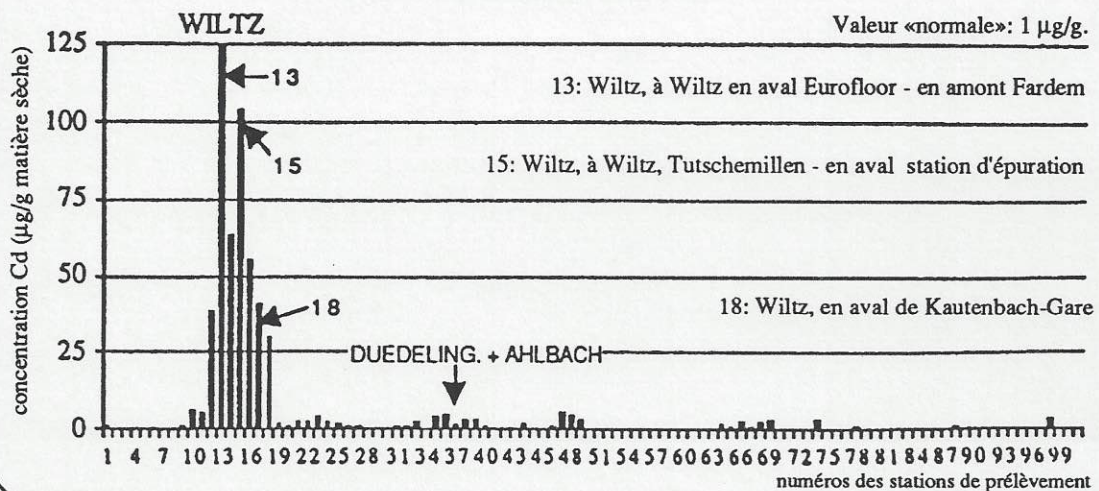 WILTZ
Valeur «normale»: 1 µg/g.
concentration Cd (µg/g matière sèche)
125
100
75
50
25
0
13
13: Wiltz, à Wiltz en aval Eurofloor - en amont Fardem
15
15: Wiltz, à Wiltz, Tutschemillen - en aval station d'épuration
18
18: Wiltz, en aval de Kautenbach-Gare
DUEDELING. + AHLBACH
1 4 7 10 13 16 19 22 25 28 31 34 37 40 43 46 48 51 54 57 60 63 66 69 72 75 78 81 84 87 90 93 96 99
numéros des stations de prélèvement